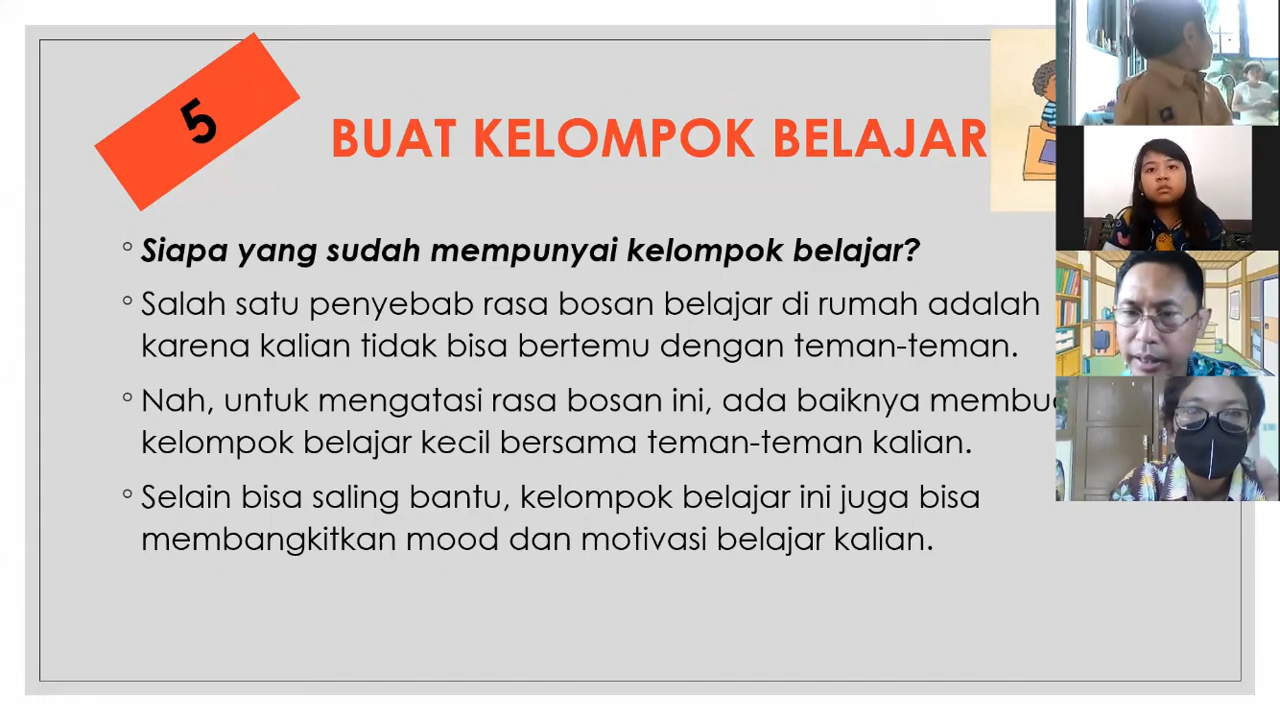 5
BUAT KELOMPOK BELAJAR
Siapa yang sudah mempunyai kelompok belajar?
Salah satu penyebab rasa bosan belajar di rumah adalah
karena kalian tidak bisa bertemu dengan teman-teman.
Nah, untuk mengatasi rasa bosan ini, ada baiknya
kelompok belajar kecil bersama teman-teman kalian.
Selain bisa saling bantu, kelompok belajar ini juga bisa
membangkitkan mood dan motivasi belajar kalian.